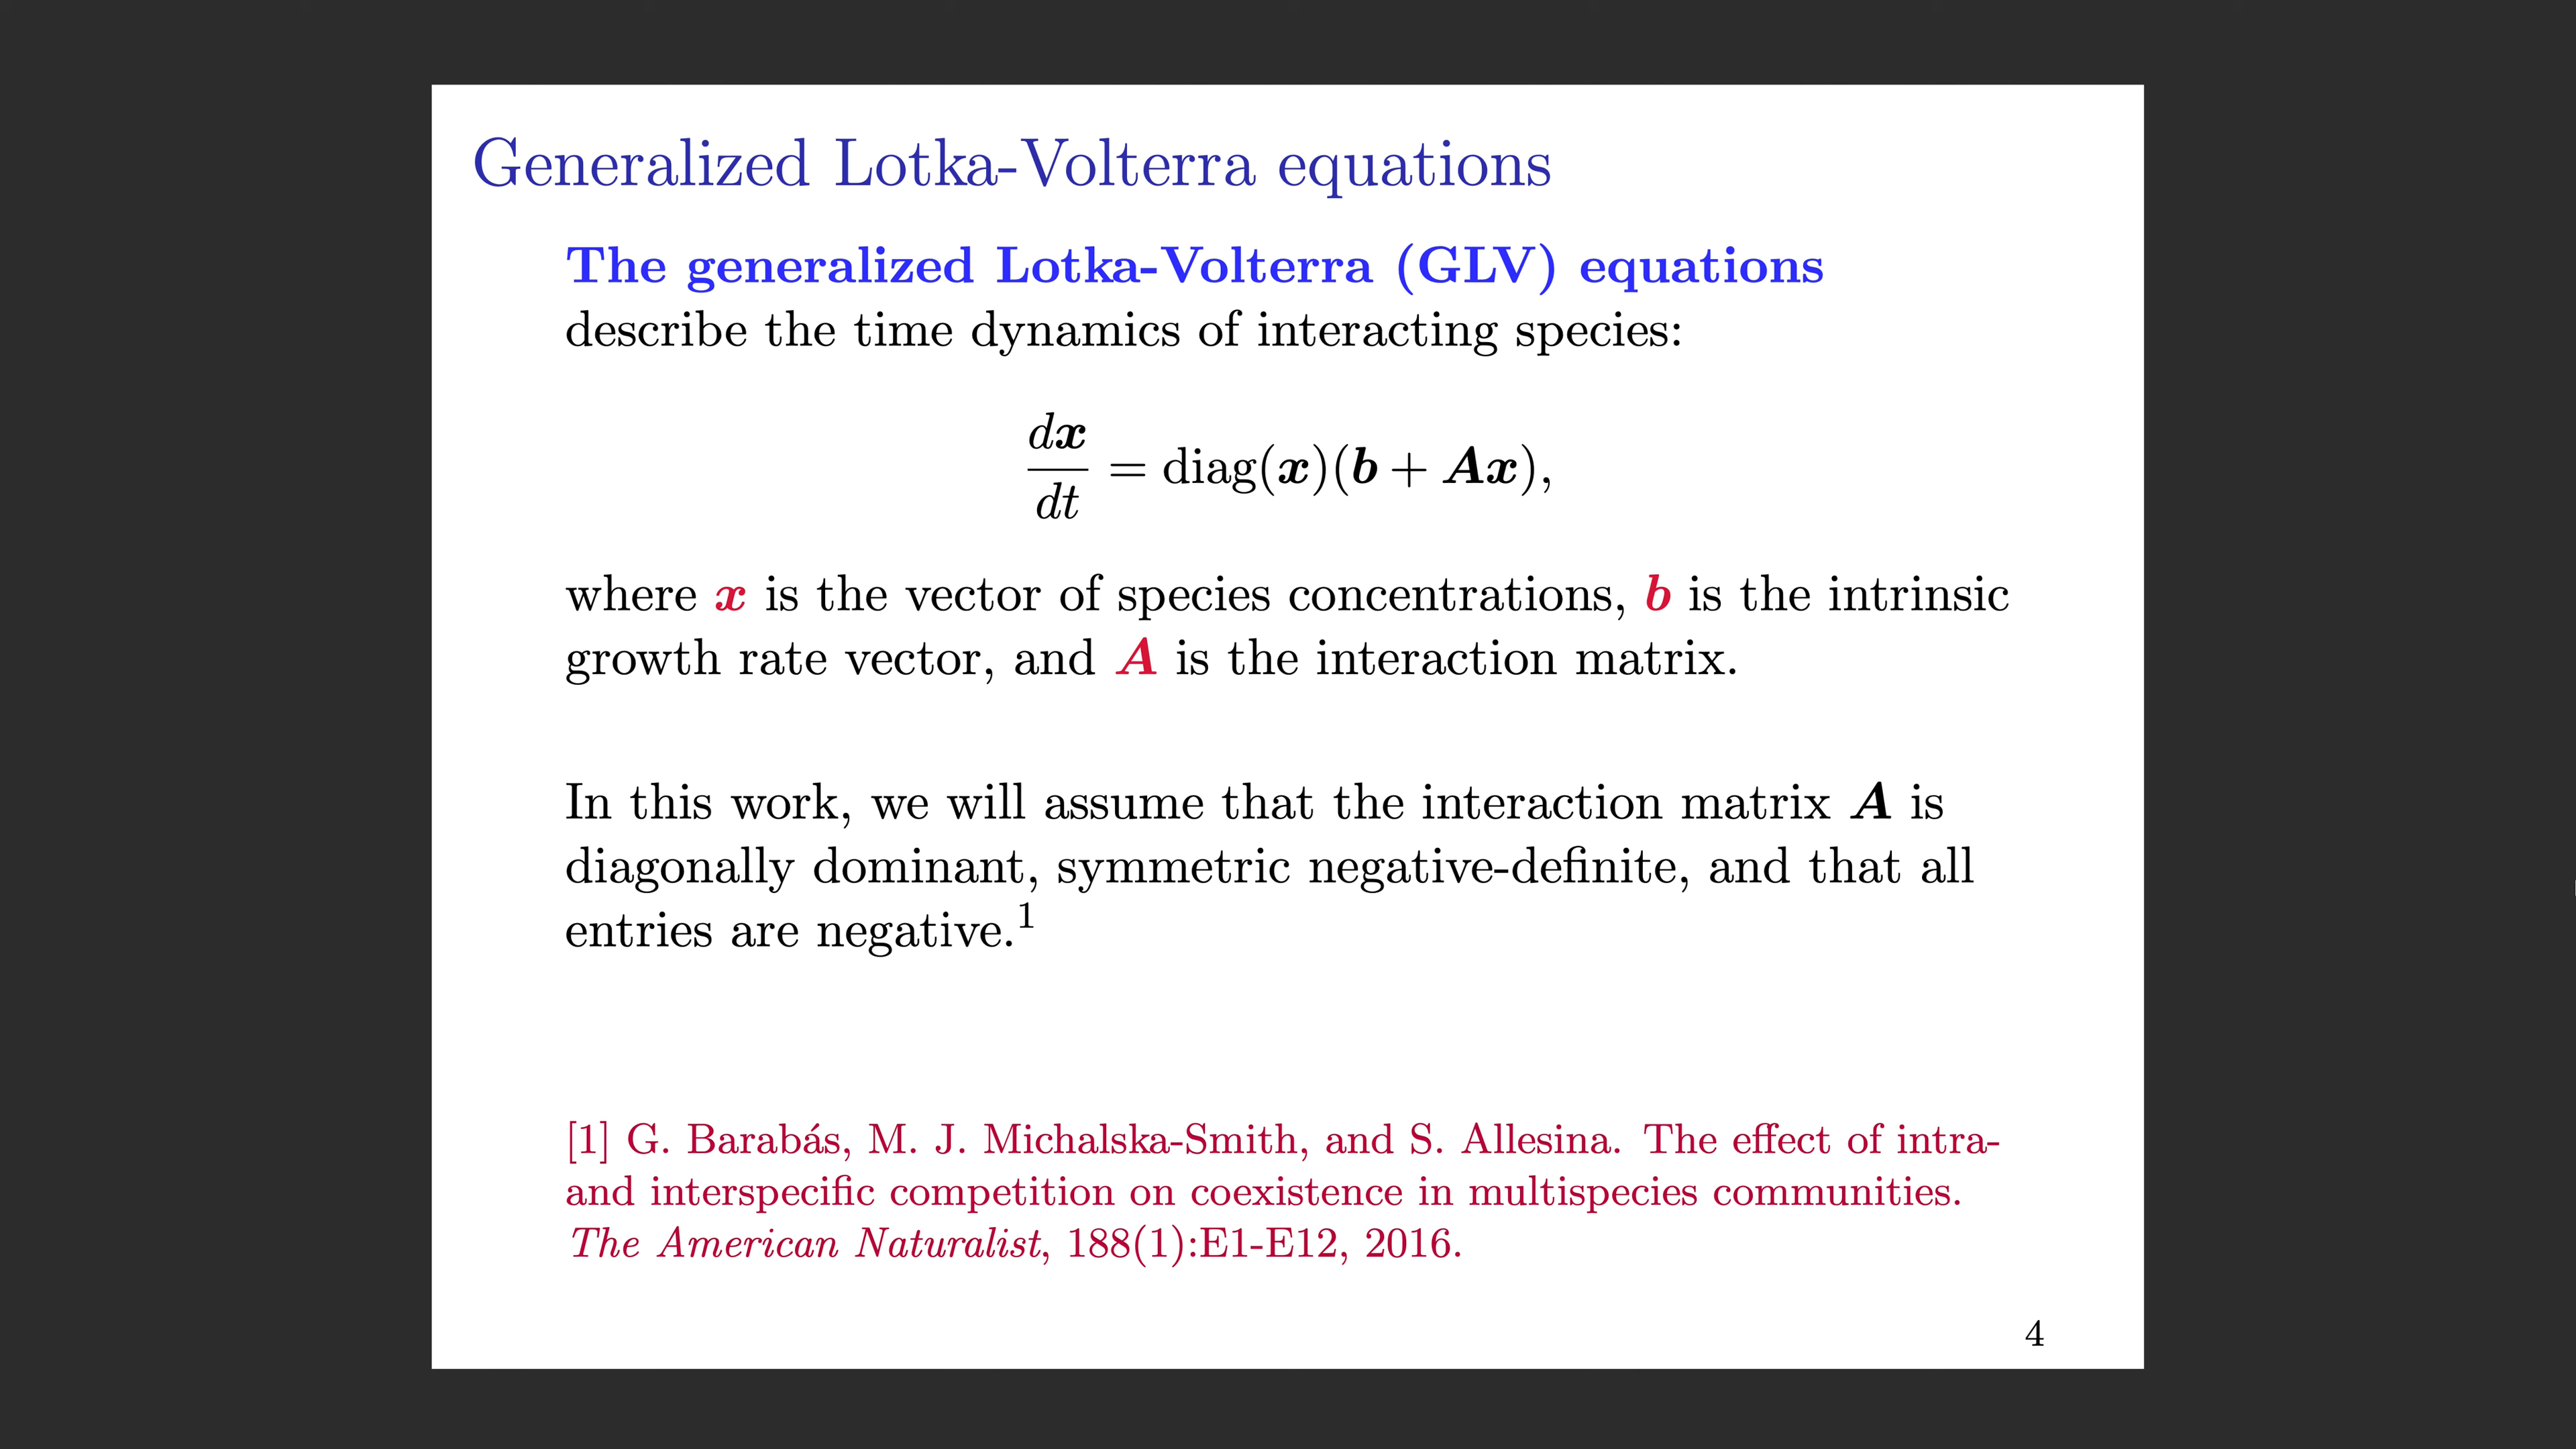 Generalized Lotka-Volterra equations
The generalized Lotka-Volterra (GLV) equations
describe the time dynamics of interacting species:
d𝒙/dt = diag(𝒙)(𝒃 + 𝑨𝒙),
where 𝒙 is the vector of species concentrations, 𝒃 is the intrinsic
growth rate vector, and 𝑨 is the interaction matrix.
In this work, we will assume that the interaction matrix 𝑨 is
diagonally dominant, symmetric negative-definite, and that all
entries are negative.¹
[1] G. Barabás, M. J. Michalska-Smith, and S. Allesina. The effect of intra-
and interspecific competition on coexistence in multispecies communities.
The American Naturalist, 188(1):E1-E12, 2016.
4